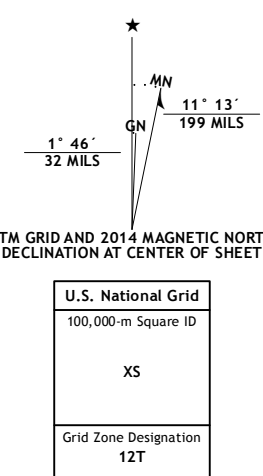 ★
MN
11° 13´
199 MILS
GN
1° 46´
32 MILS
TM GRID AND 2014 MAGNETIC NORT
DECLINATION AT CENTER OF SHEET
U.S. National Grid
100,000-m Square ID
XS
Grid Zone Designation
12T